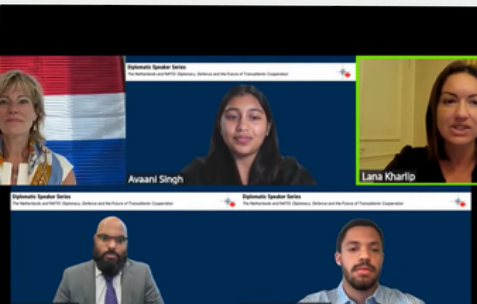 Diplomatic Speaker Series
The Netherlands and NATO: Diplomacy, Defence and the Future of Transatlantic Cooperation
Avaani Singh
Lana Kharlip
Diplomatic Speaker Series
The Netherlands and NATO: Diplomacy, Defence and the Future of Transatlantic Cooperation
Diplomatic Speaker Series
The Netherlands and NATO: Diplomacy, Defence and the Future of Transatlantic Cooperation